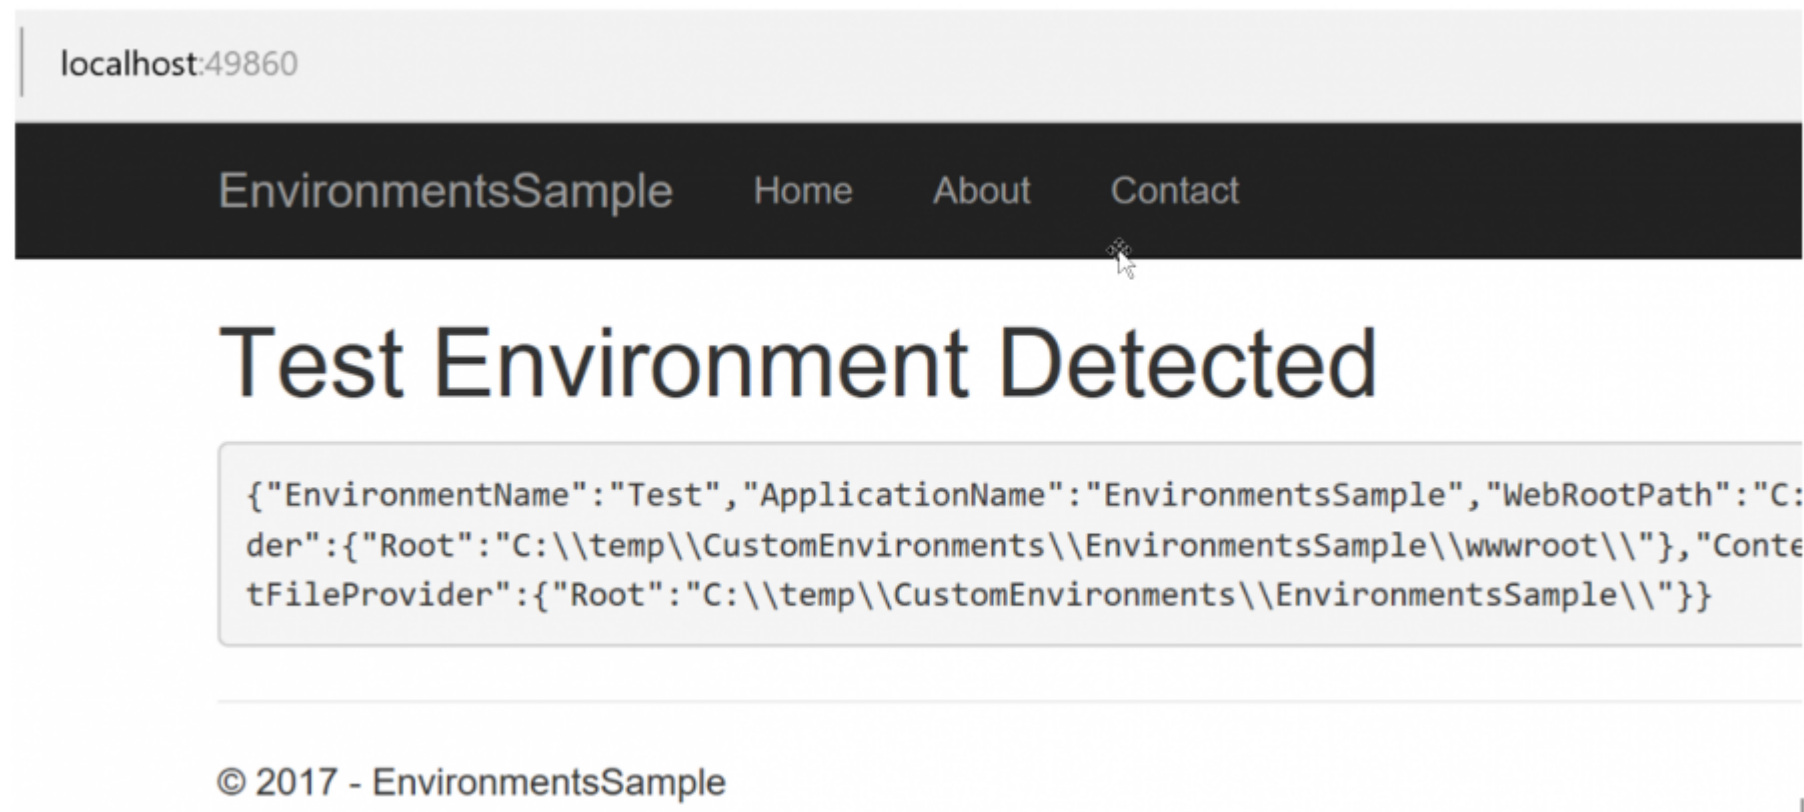 localhost:49860
EnvironmentsSample Home About Contact
Test Environment Detected
{"EnvironmentName":"Test","ApplicationName":"EnvironmentsSample","WebRootPath":"C:
der":{"Root":"C:\\temp\\CustomEnvironments\\EnvironmentsSample\\wwwroot\\"},"Conte
tFileProvider":{"Root":"C:\\temp\\CustomEnvironments\\EnvironmentsSample\\"}}
© 2017 - EnvironmentsSample